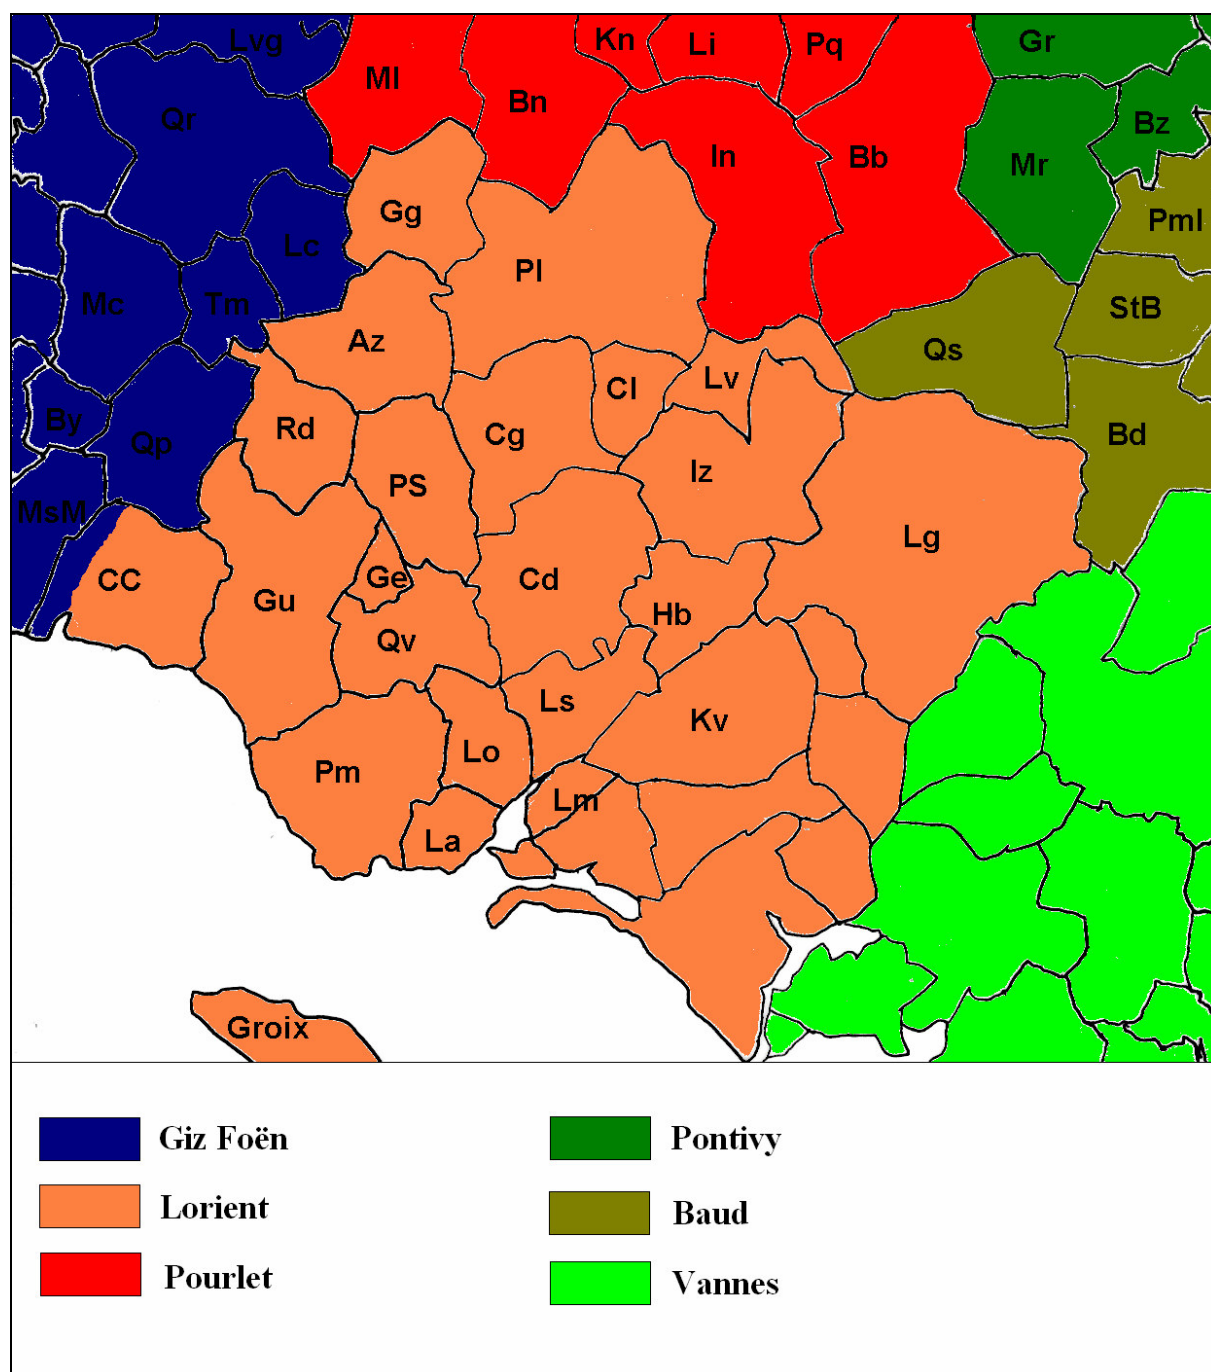 Lvg
Kn
Li
Pq
Gr
Ml
Bn
Qr
Bz
In
Bb
Mr
Gg
Pml
Lc
Pl
Mc
Tm
StB
Az
Qs
Cl
Lv
By
Qp
Rd
Cg
Bd
PS
Iz
MsM
Lg
CC
Ge
Cd
Gu
Hb
Qv
Ls
Kv
Pm
Lo
Lm
La
Groix
Giz Foën
Pontivy
Lorient
Baud
Pourlet
Vannes